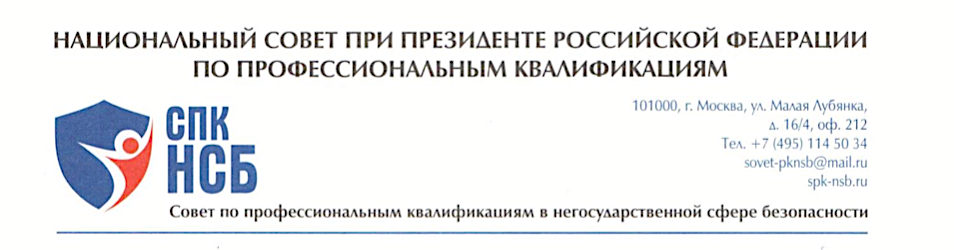 НАЦИОНАЛЬНЫЙ СОВЕТ ПРИ ПРЕЗИДЕНТЕ РОССИЙСКОЙ ФЕДЕРАЦИИ
ПО ПРОФЕССИОНАЛЬНЫМ КВАЛИФИКАЦИЯМ
СПК
НСБ
101000, г. Москва, ул. Малая Лубянка,
д. 16/4, оф. 212
Тел. +7 (495) 114 50 34
sovet-pknsb@mail.ru
spk-nsb.ru
Совет по профессиональным квалификациям в негосударственной сфере безопасности